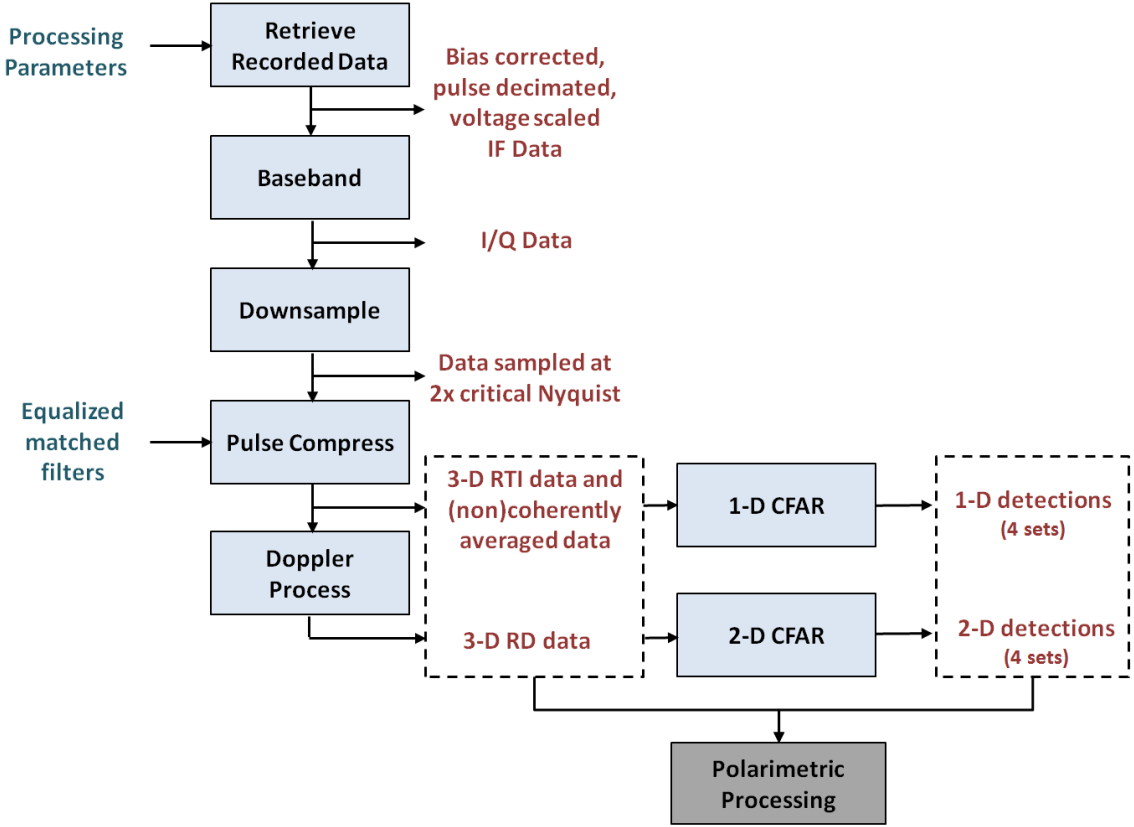 Processing
Parameters
Retrieve
Recorded Data
Bias corrected,
pulse decimated,
voltage scaled
IF Data
Baseband
I/Q Data
Downsample
Data sampled at
2x critical Nyquist
Equalized
matched
filters
Pulse Compress
3-D RTI data and
(non)coherently
averaged data
1-D CFAR
1-D detections
(4 sets)
Doppler
Process
3-D RD data
2-D CFAR
2-D detections
(4 sets)
Polarimetric
Processing